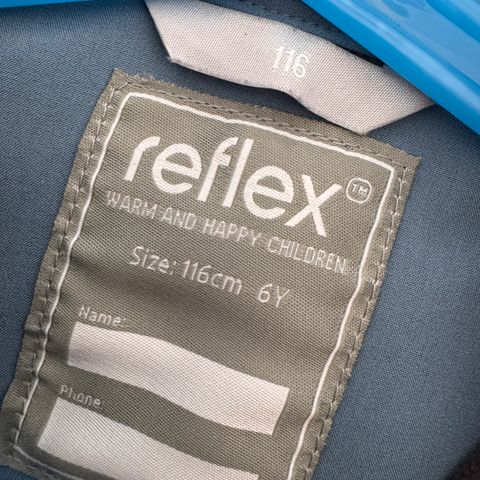 116
reflex™
WARM AND HAPPY CHILDREN
Size: 116cm 6Y
Name:
Phone: